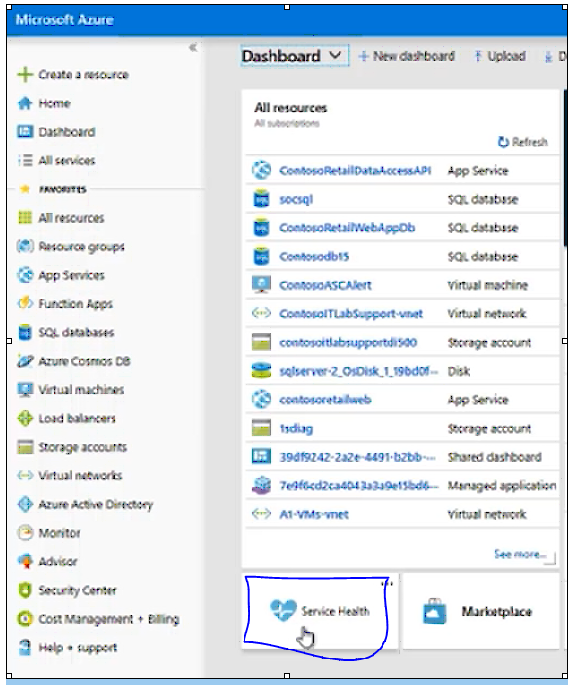 Microsoft Azure
«
Create a resource
Home
Dashboard
All services
FAVORITES
All resources
Resource groups
App Services
Function Apps
SQL databases
Azure Cosmos DB
Virtual machines
Load balancers
Storage accounts
Virtual networks
Azure Active Directory
Monitor
Advisor
Security Center
Cost Management + Billing
Help + support
Dashboard + New dashboard Upload D
All resources
All subscriptions
Refresh
ContosoRetailDataAccessAPI App Service
socsql SQL database
ContosoRetailWebAppDb SQL database
Contosodb15 SQL database
ContosoASCAlert Virtual machine
ContosoITLabSupport-vnet Virtual network
contosoitlabsupportdi500 Storage account
sqlserver-2_OsDisk_1_19bd0f··· Disk
contosoretailweb App Service
1sdiag Storage account
39df9242-2a2e-4491-b2bb-··· Shared dashboard
7e9f6cd2ca4043a3a9e15bd6··· Managed application
A1-VMs-vnet Virtual network
See more...
Service Health
Marketplace